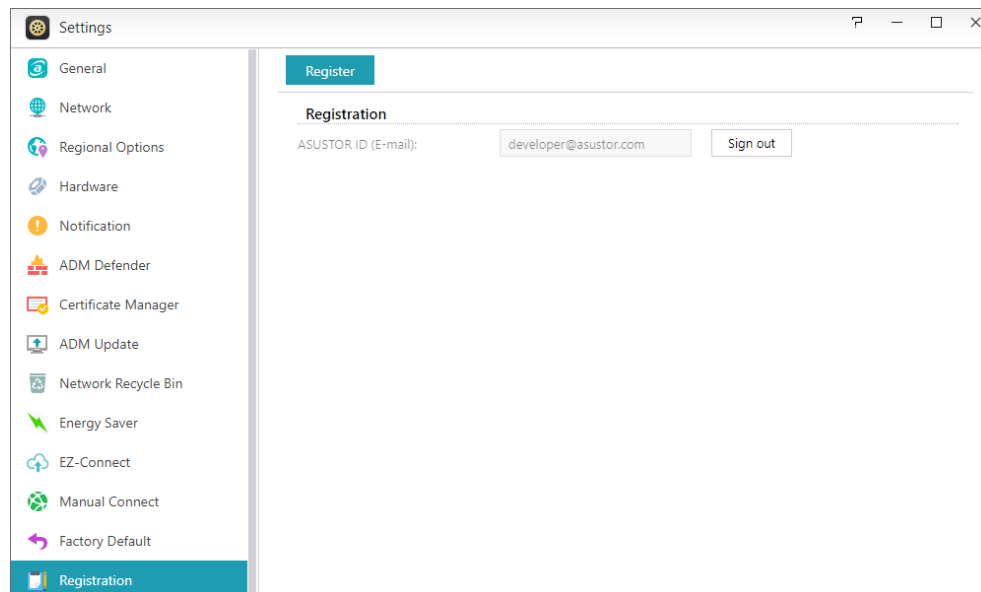 Settings
General
Network
Regional Options
Hardware
Notification
ADM Defender
Certificate Manager
ADM Update
Network Recycle Bin
Energy Saver
EZ-Connect
Manual Connect
Factory Default
Registration
Register
Registration
ASUSTOR ID (E-mail): developer@asustor.com Sign out